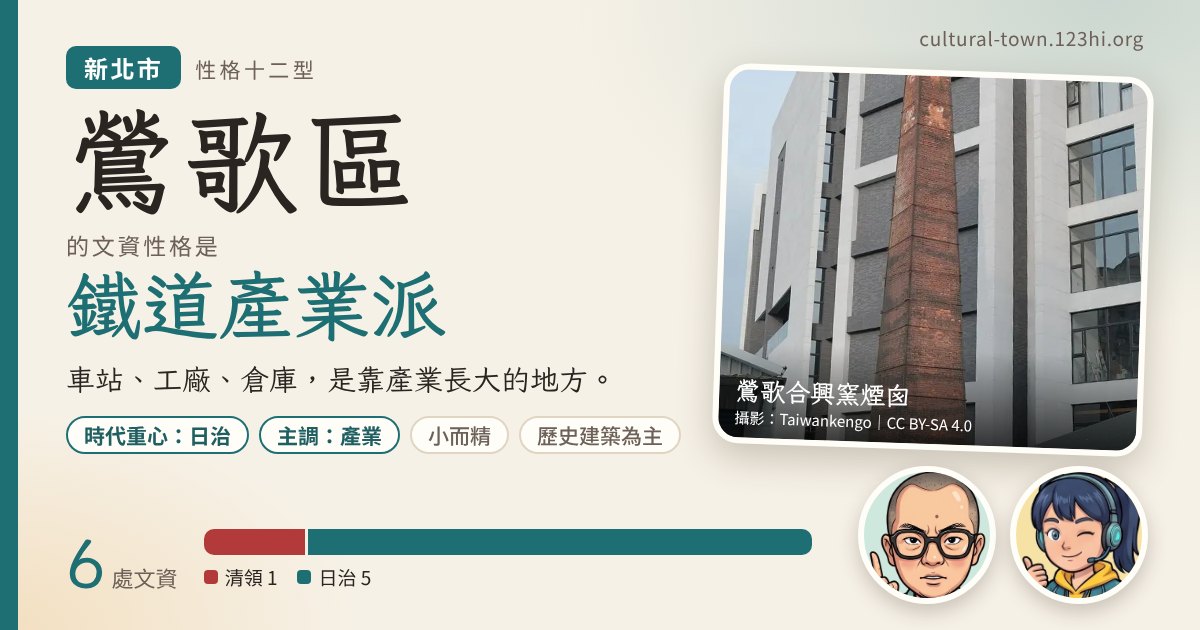 新北市 性格十二型
cultural-town.123hi.org
鶯歌區
的文資性格是
鐵道產業派
車站、工廠、倉庫，是靠產業長大的地方。
時代重心：日治 主調：產業 小而精 歷史建築為主
鶯歌合興窯煙囪
攝影：Taiwankengo｜CC BY-SA 4.0
6 處文資
清領 1 日治 5